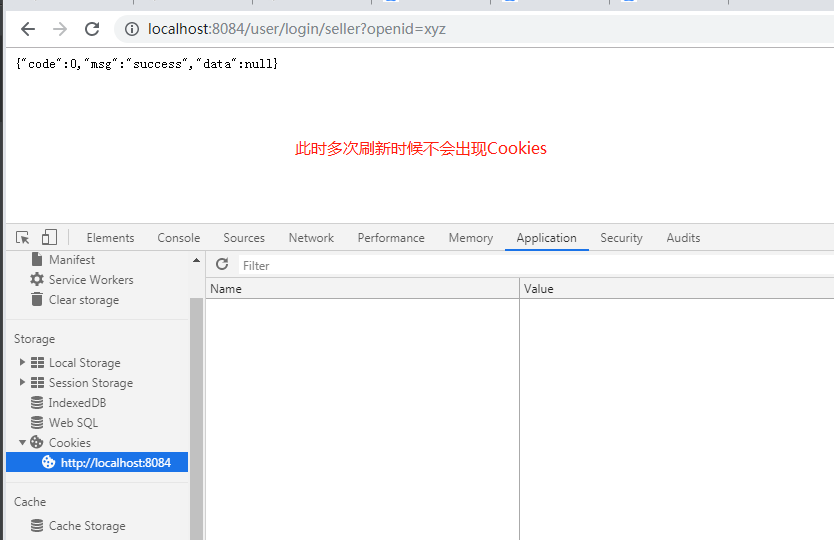 localhost:8084/user/login/seller?openid=xyz
{"code":0,"msg":"success","data":null}
此时多次刷新时候不会出现Cookies
Elements Console Sources Network Performance Memory Application Security Audits
Manifest
Service Workers
Clear storage
Storage
Local Storage
Session Storage
IndexedDB
Web SQL
Cookies
http://localhost:8084
Cache
Cache Storage
Filter
Name Value